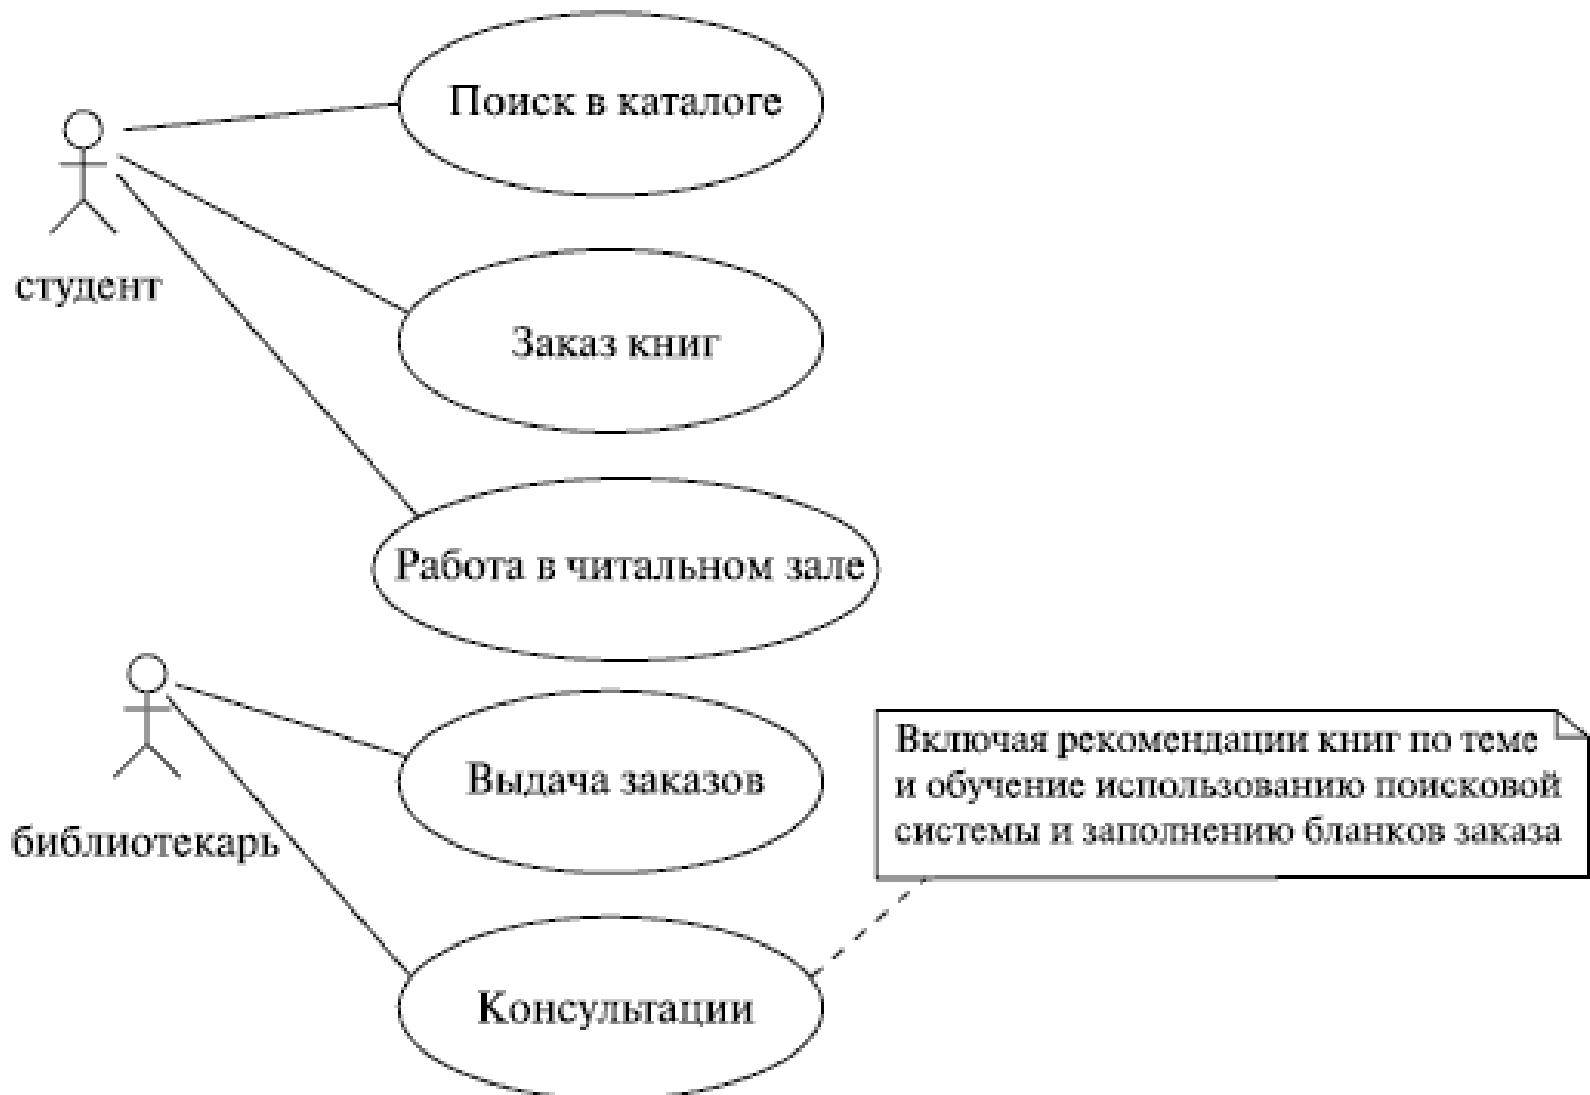 Поиск в каталоге
студент
Заказ книг
Работа в читальном зале
Выдача заказов
библиотекарь
Включая рекомендации книг по теме
и обучение использованию поисковой
системы и заполнению бланков заказа
Консультации